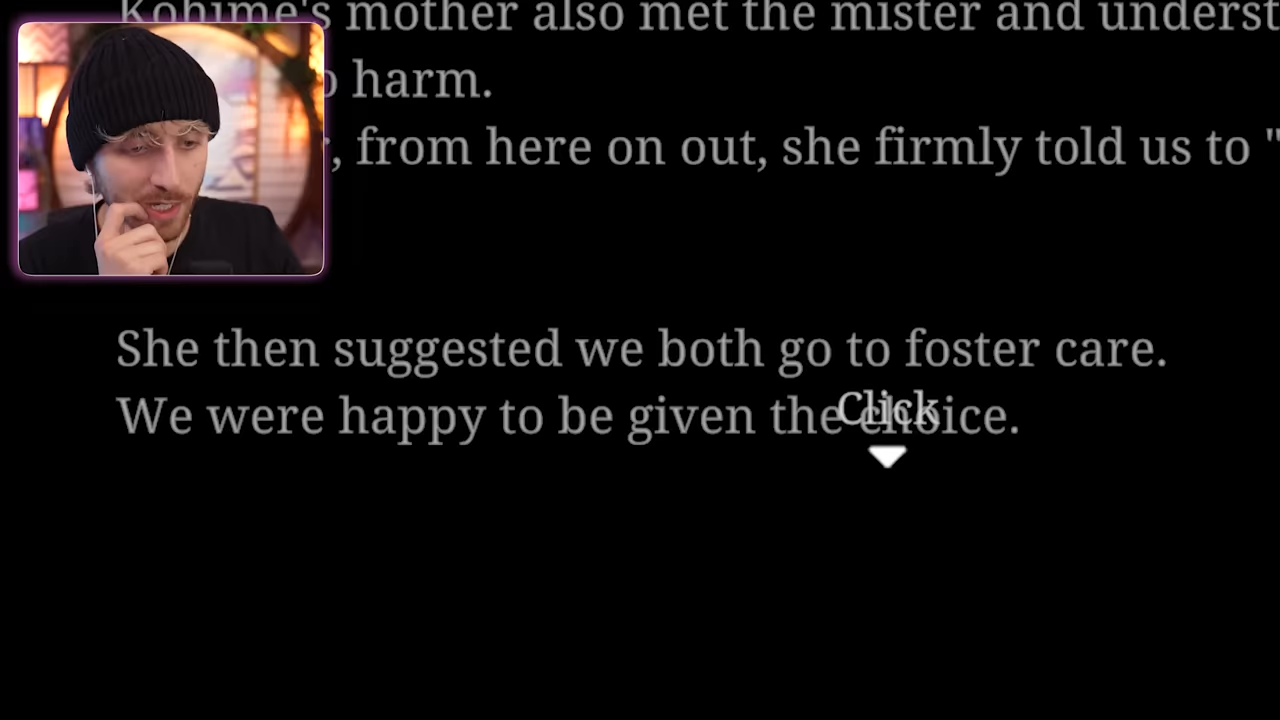 Kohime's mother also met the mister and
harm.
from here on out, she firmly told us to "
She then suggested we both go to foster care.
We were happy to be given the choice.
Click